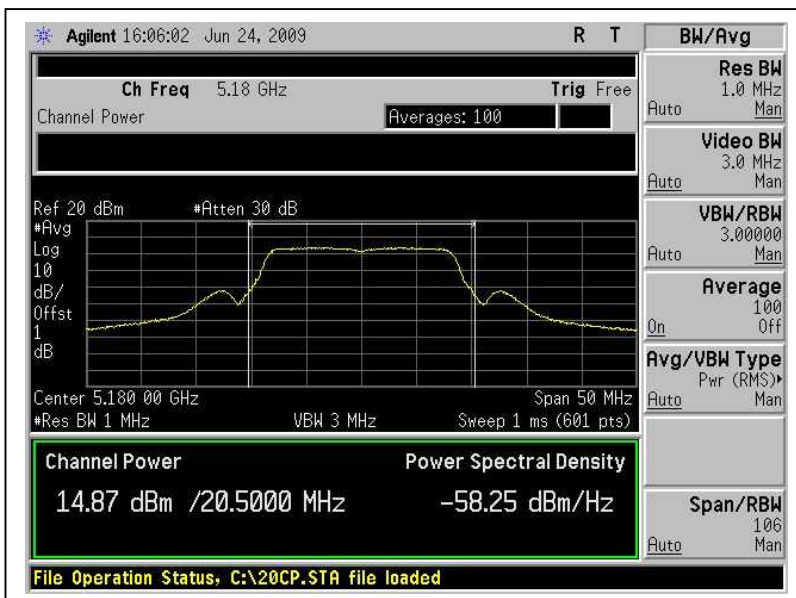 Agilent 16:06:02 Jun 24, 2009 R T
Ch Freq 5.18 GHz Trig Free
Channel Power Averages: 100
Ref 20 dBm #Atten 30 dB
#Avg
Log
10
dB/
Offst
1
dB
Center 5.180 00 GHz Span 50 MHz
#Res BW 1 MHz VBW 3 MHz Sweep 1 ms (601 pts)
Channel Power Power Spectral Density
14.87 dBm /20.5000 MHz -58.25 dBm/Hz
File Operation Status, C:\20CP.STA file loaded
BW/Avg
Res BW
1.0 MHz
Auto Man
Video BW
3.0 MHz
Auto Man
VBW/RBW
3.00000
Auto Man
Average
100
On Off
Avg/VBW Type
Pwr (RMS)▸
Auto Man
Span/RBW
106
Auto Man